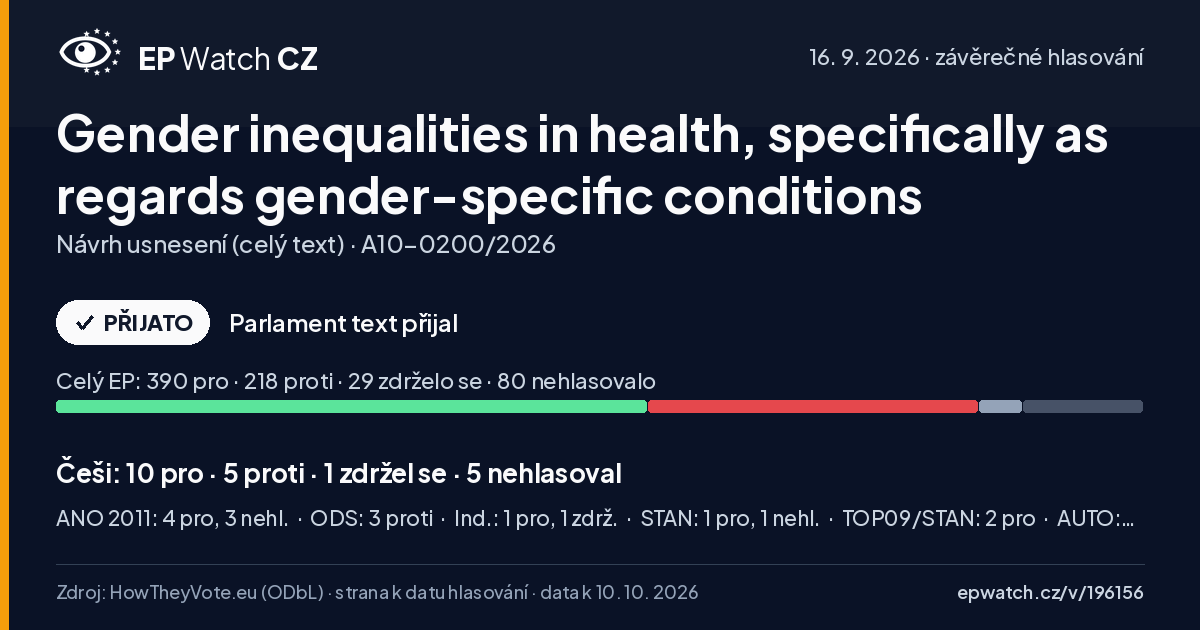 EP Watch CZ
16. 9. 2026 · závěrečné hlasování
Gender inequalities in health, specifically as
regards gender-specific conditions
Návrh usnesení (celý text) · A10-0200/2026
✓ PŘIJATO Parlament text přijal
Celý EP: 390 pro · 218 proti · 29 zdrželo se · 80 nehlasovalo
Češi: 10 pro · 5 proti · 1 zdržel se · 5 nehlasoval
ANO 2011: 4 pro, 3 nehl. · ODS: 3 proti · Ind.: 1 pro, 1 zdrž. · STAN: 1 pro, 1 nehl. · TOP09/STAN: 2 pro · AUTO:…
Zdroj: HowTheyVote.eu (ODbL) · strana k datu hlasování · data k 10. 10. 2026
epwatch.cz/v/196156